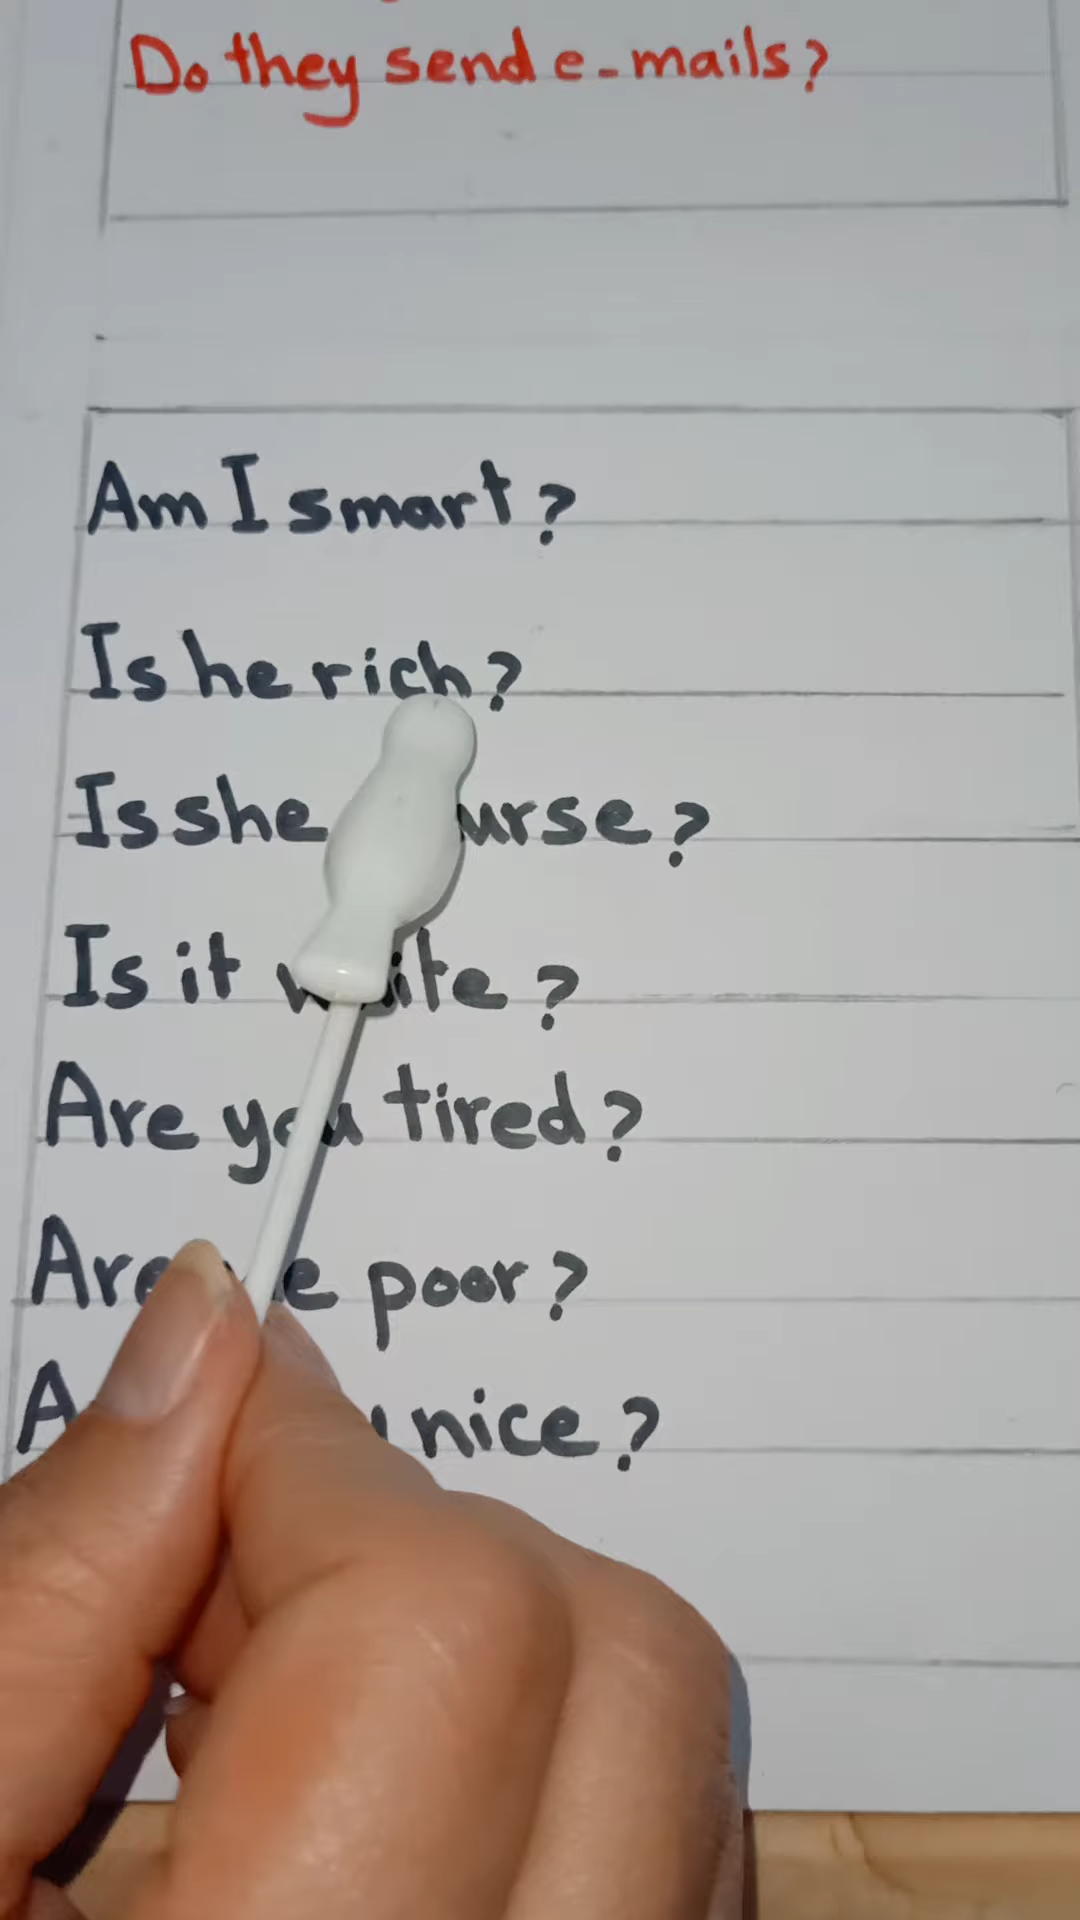 Do they send e-mails?
Am I smart?
Is he rich?
Is she urse?
Is it ite?
Are you tired?
Are e poor?
A nice?